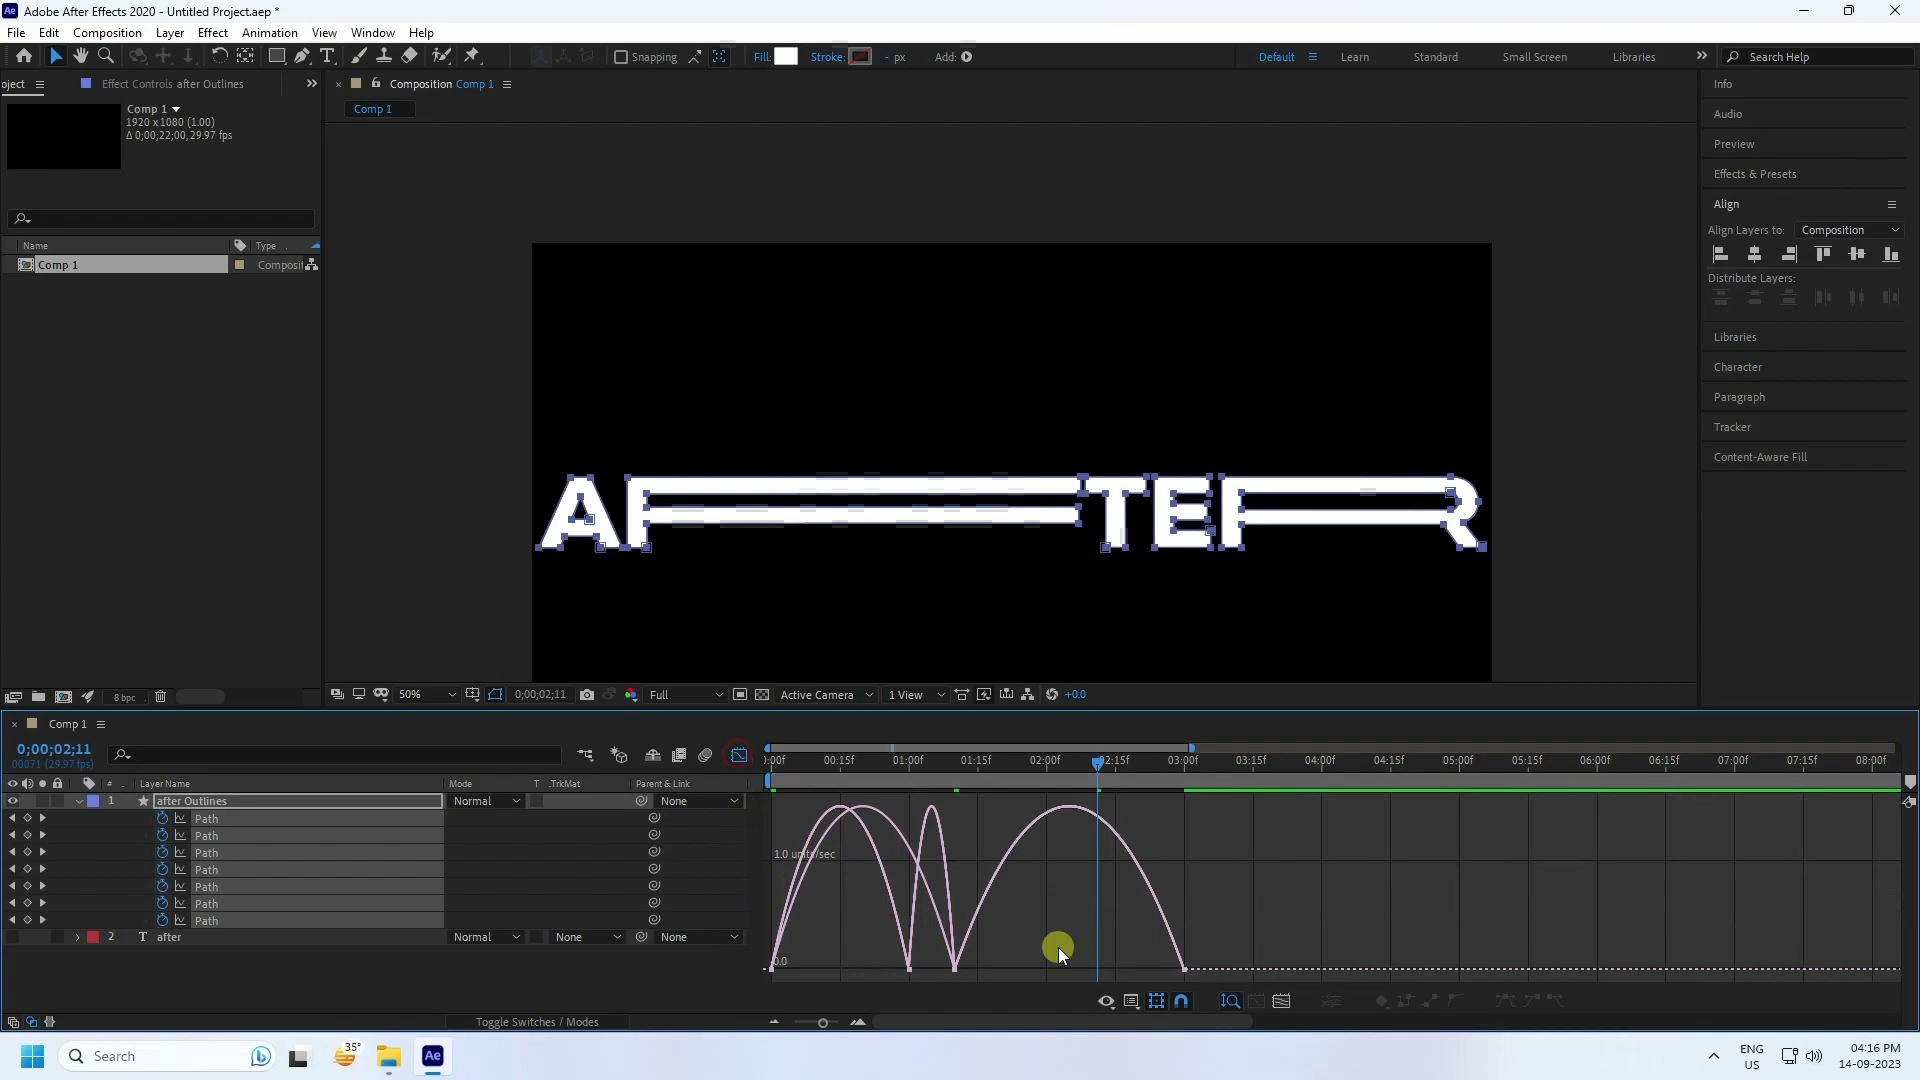 Adobe After Effects 2020 - Untitled Project.aep *
File Edit Composition Layer Effect Animation View Window Help
Snapping Fill: Stroke: - px Add: Default Learn Standard Small Screen Libraries Search Help
oject Effect Controls after Outlines Composition Comp 1 Info
Comp 1
1920 x 1080 (1.00)
Δ 0;00;22;00, 29.97 fps
Comp 1
Audio
Preview
Effects & Presets
Align
Align Layers to: Composition
Distribute Layers:
Libraries
Character
Paragraph
Tracker
Content-Aware Fill
Name Type
Comp 1 Composit
AFTER
8 bpc 50% 0;00;02;11 Full Active Camera 1 View +0.0
Comp 1
0;00;02;11
00071 (29.97 fps)
:00f 00:15f 01:00f 01:15f 02:00f 02:15f 03:00f 03:15f 04:00f 04:15f 05:00f 05:15f 06:00f 06:15f 07:00f 07:15f 08:00f
# Layer Name Mode T .TrkMat Parent & Link
1 after Outlines Normal None
Path
Path
Path
Path
Path
Path
Path
2 T after Normal None None
1.0 units/sec
0.0
Toggle Switches / Modes
Search 35° Ae
ENG
US
04:16 PM
14-09-2023